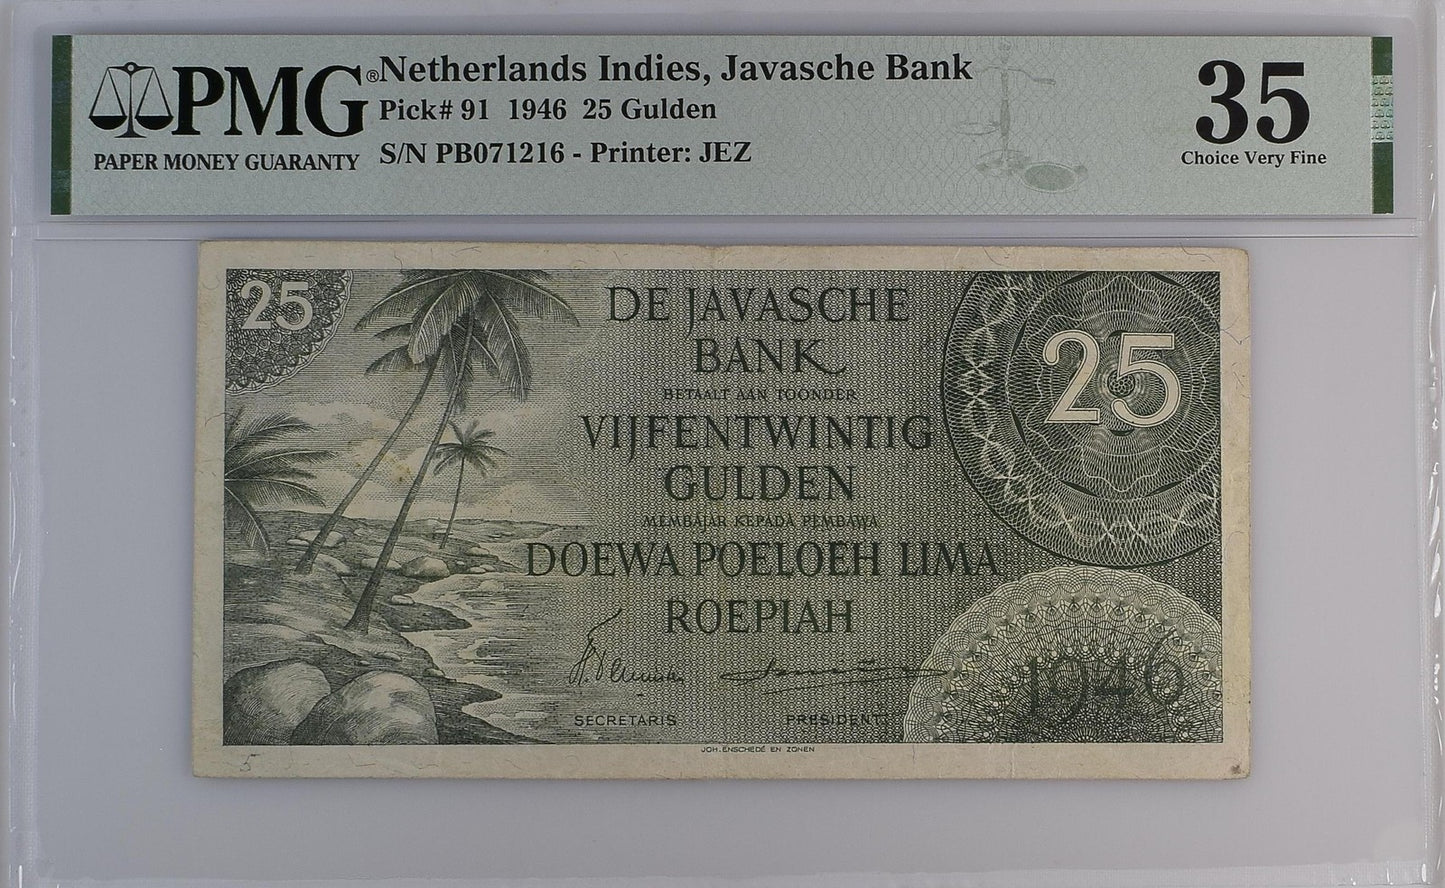 PMG®
PAPER MONEY GUARANTY
Netherlands Indies, Javasche Bank
Pick# 91 1946 25 Gulden
S/N PB071216 - Printer: JEZ
35
Choice Very Fine
25
DE JAVASCHE
BANK
BETAALT AAN TOONDER
VIJFENTWINTIG
GULDEN
MEMBAJAR KEPADA PEMBAWA
DOEWA POELOEH LIMA
ROEPIAH
25
SECRETARIS
PRESIDENT
1946
JOH. ENSCHEDÉ EN ZONEN
5